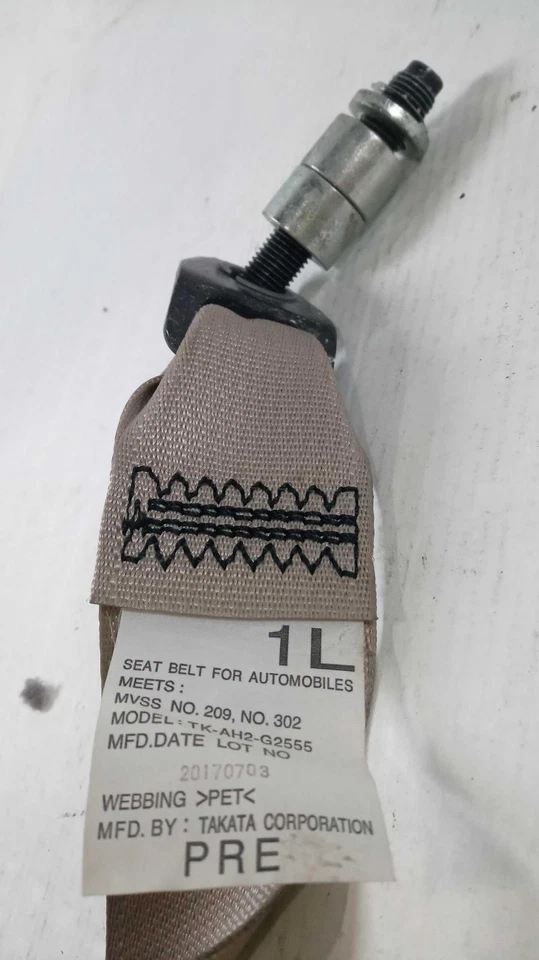 1L
SEAT BELT FOR AUTOMOBILES
MEETS:
MVSS NO. 209, NO. 302
MODEL: TK-AH2-G2555
MFD.DATE LOT NO
20170703
WEBBING >PET<
MFD. BY: TAKATA CORPORATION
PRE